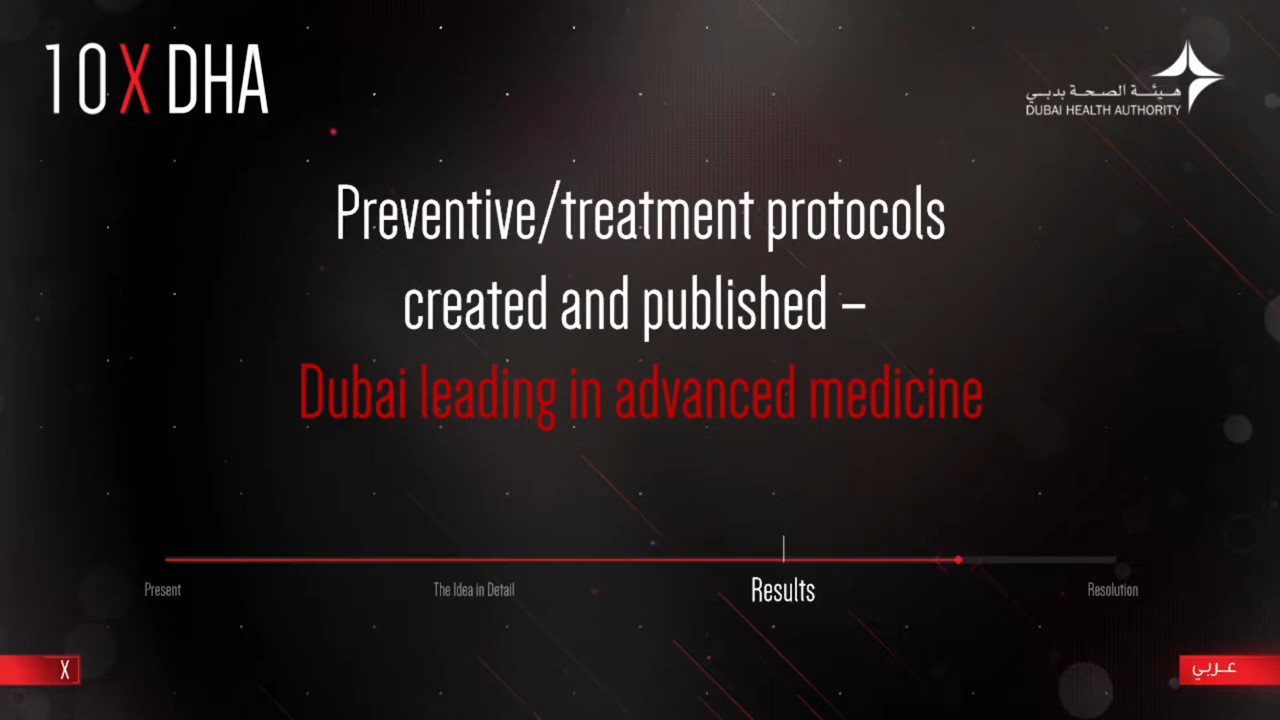 10X DHA
هيئة الصحة بدبي
DUBAI HEALTH AUTHORITY
Preventive/treatment protocols
created and published –
Dubai leading in advanced medicine
Present
The Idea in Detail
Results
Resolution
X
عربي